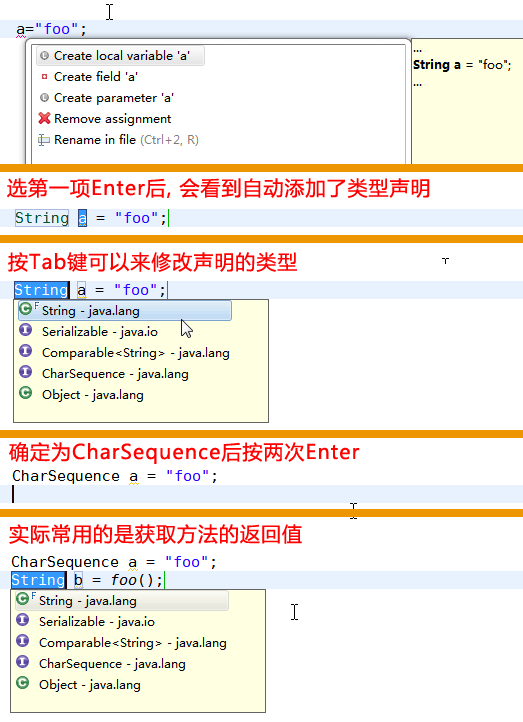 a="foo";
Create local variable 'a'
Create field 'a'
Create parameter 'a'
Remove assignment
Rename in file (Ctrl+2, R)
...
String a = "foo";
...
选第一项Enter后, 会看到自动添加了类型声明
String a = "foo";
按Tab键可以来修改声明的类型
String a = "foo";
String - java.lang
Serializable - java.io
Comparable<String> - java.lang
CharSequence - java.lang
Object - java.lang
确定为CharSequence后按两次Enter
CharSequence a = "foo";
实际常用的是获取方法的返回值
CharSequence a = "foo";
String b = foo();
String - java.lang
Serializable - java.io
Comparable<String> - java.lang
CharSequence - java.lang
Object - java.lang